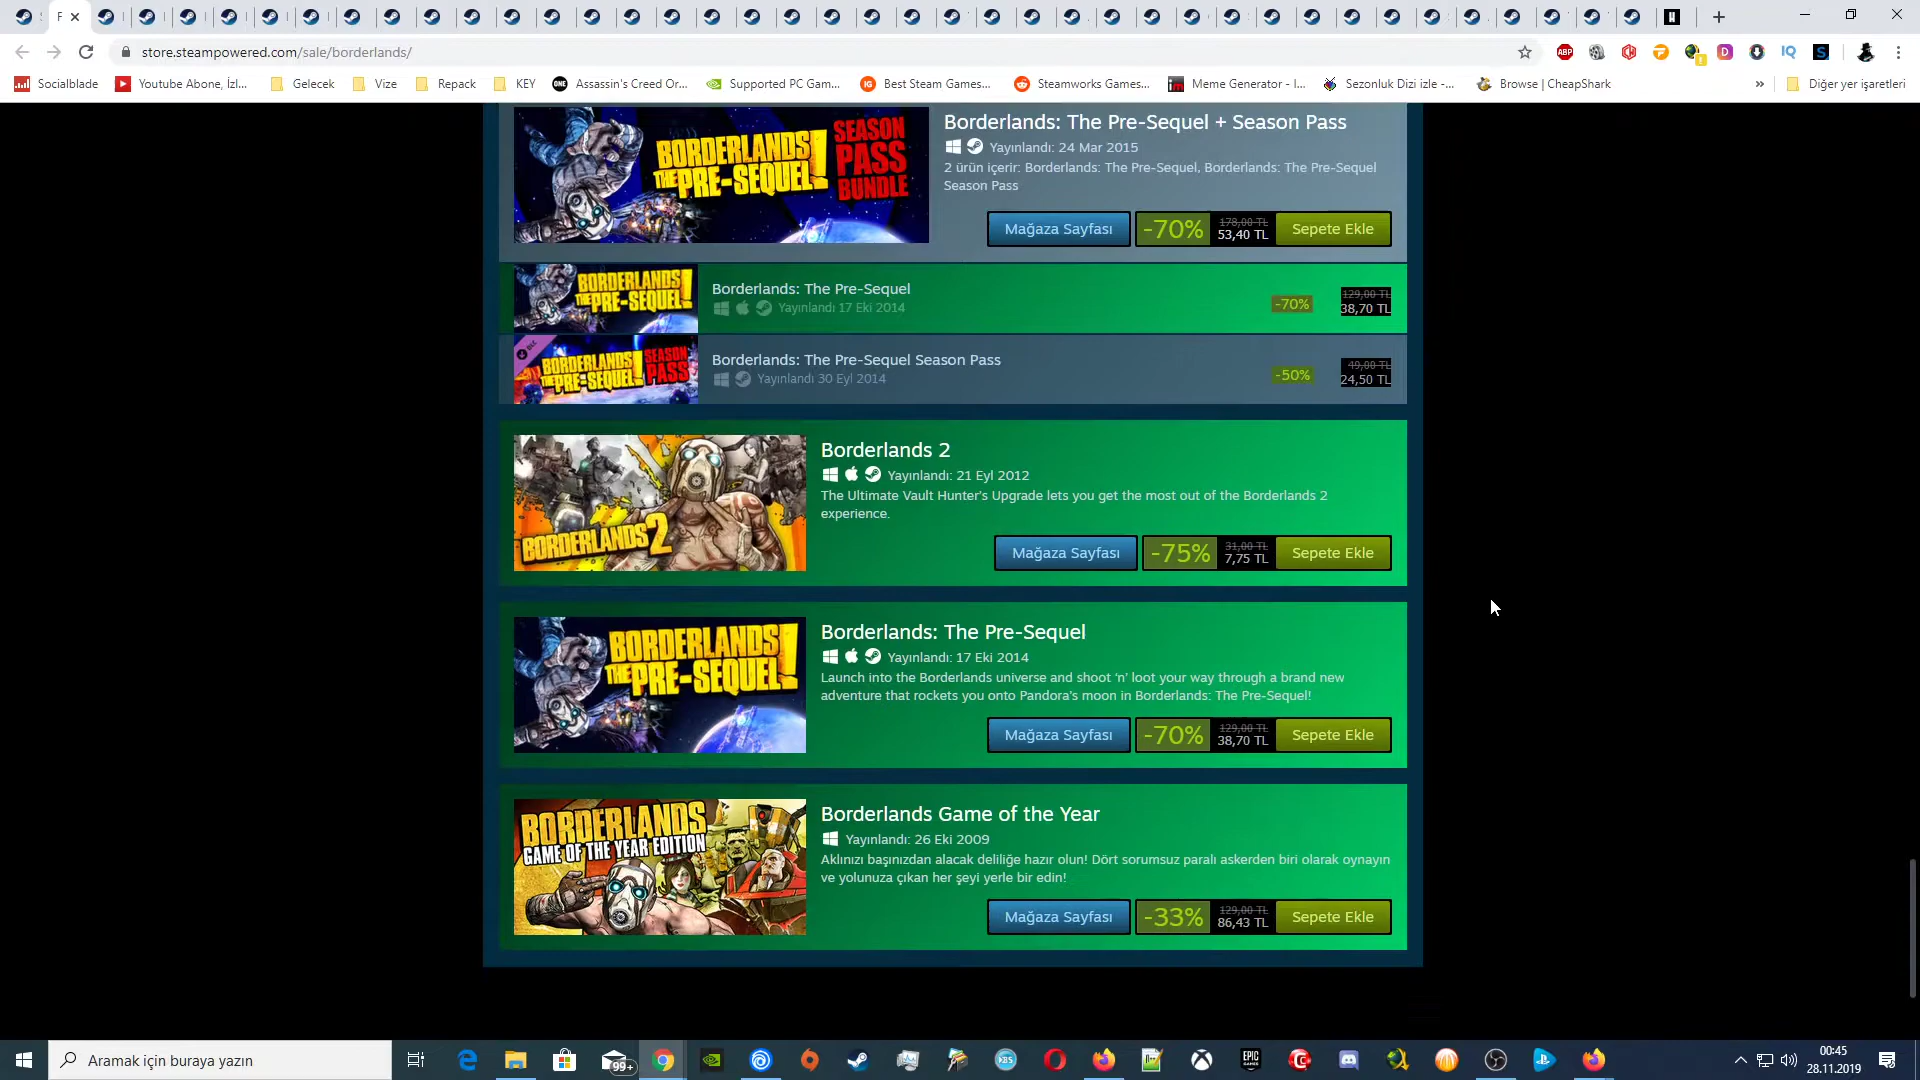 F
store.steampowered.com/sale/borderlands/
ABP
IQ
S
Socialblade
Youtube Abone, İzl...
Gelecek
Vize
Repack
KEY
Assassin's Creed Or...
Supported PC Gam...
Best Steam Games...
Steamworks Games...
Meme Generator - I...
Sezonluk Dizi izle -...
Browse | CheapShark
»
Diğer yer işaretleri
BORDERLANDS
THE PRE-SEQUEL!
SEASON
PASS
BUNDLE
Borderlands: The Pre-Sequel + Season Pass
Yayınlandı: 24 Mar 2015
2 ürün içerir: Borderlands: The Pre-Sequel, Borderlands: The Pre-Sequel
Season Pass
Mağaza Sayfası
-70%
178,00 TL
53,40 TL
Sepete Ekle
BORDERLANDS
THE PRE-SEQUEL!
Borderlands: The Pre-Sequel
Yayınlandı 17 Eki 2014
-70%
129,00 TL
38,70 TL
DLC
BORDERLANDS
THE PRE-SEQUEL!
SEASON
PASS
Borderlands: The Pre-Sequel Season Pass
Yayınlandı 30 Eyl 2014
-50%
49,00 TL
24,50 TL
BORDERLANDS 2
Borderlands 2
Yayınlandı: 21 Eyl 2012
The Ultimate Vault Hunter's Upgrade lets you get the most out of the Borderlands 2
experience.
Mağaza Sayfası
-75%
31,00 TL
7,75 TL
Sepete Ekle
BORDERLANDS
THE PRE-SEQUEL!
Borderlands: The Pre-Sequel
Yayınlandı: 17 Eki 2014
Launch into the Borderlands universe and shoot ‘n’ loot your way through a brand new
adventure that rockets you onto Pandora's moon in Borderlands: The Pre-Sequel!
Mağaza Sayfası
-70%
129,00 TL
38,70 TL
Sepete Ekle
BORDERLANDS
GAME OF THE YEAR EDITION
Borderlands Game of the Year
Yayınlandı: 26 Eki 2009
Aklınızı başınızdan alacak deliliğe hazır olun! Dört sorumsuz paralı askerden biri olarak oynayın
ve yolunuza çıkan her şeyi yerle bir edin!
Mağaza Sayfası
-33%
129,00 TL
86,43 TL
Sepete Ekle
Aramak için buraya yazın
99+
EPIC
GAMES
00:45
28.11.2019